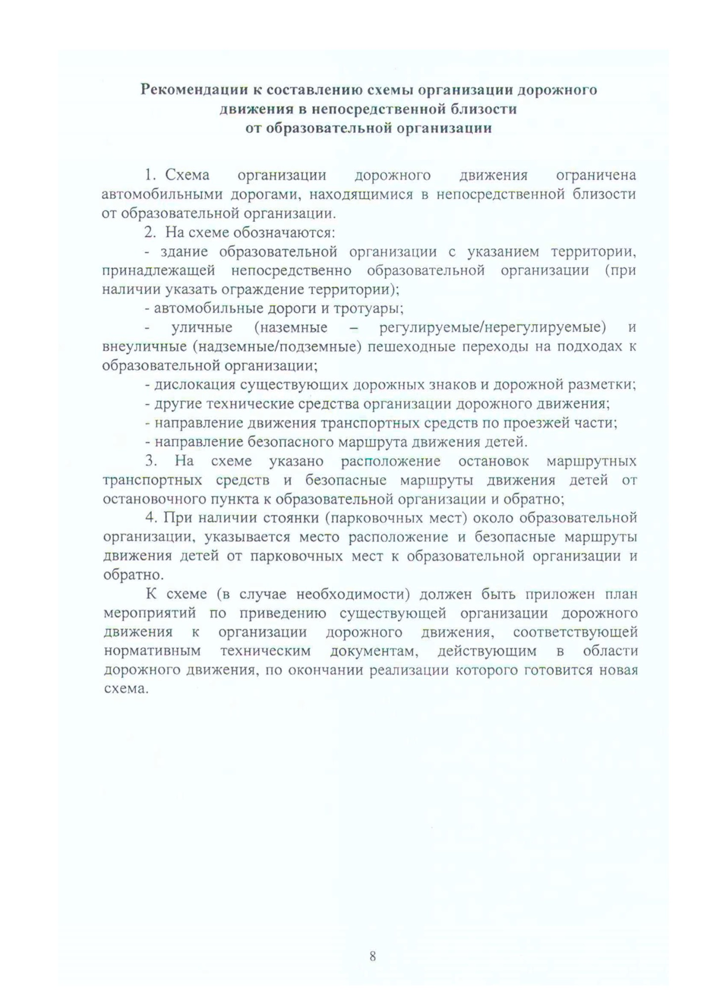 Рекомендации к составлению схемы организации дорожного
движения в непосредственной близости
от образовательной организации
1. Схема организации дорожного движения ограничена
автомобильными дорогами, находящимися в непосредственной близости
от образовательной организации.
2. На схеме обозначаются:
- здание образовательной организации с указанием территории,
принадлежащей непосредственно образовательной организации (при
наличии указать ограждение территории);
- автомобильные дороги и тротуары;
- уличные (наземные – регулируемые/нерегулируемые) и
внеуличные (надземные/подземные) пешеходные переходы на подходах к
образовательной организации;
- дислокация существующих дорожных знаков и дорожной разметки;
- другие технические средства организации дорожного движения;
- направление движения транспортных средств по проезжей части;
- направление безопасного маршрута движения детей.
3. На схеме указано расположение остановок маршрутных
транспортных средств и безопасные маршруты движения детей от
остановочного пункта к образовательной организации и обратно;
4. При наличии стоянки (парковочных мест) около образовательной
организации, указывается место расположение и безопасные маршруты
движения детей от парковочных мест к образовательной организации и
обратно.
К схеме (в случае необходимости) должен быть приложен план
мероприятий по приведению существующей организации дорожного
движения к организации дорожного движения, соответствующей
нормативным техническим документам, действующим в области
дорожного движения, по окончании реализации которого готовится новая
схема.
8